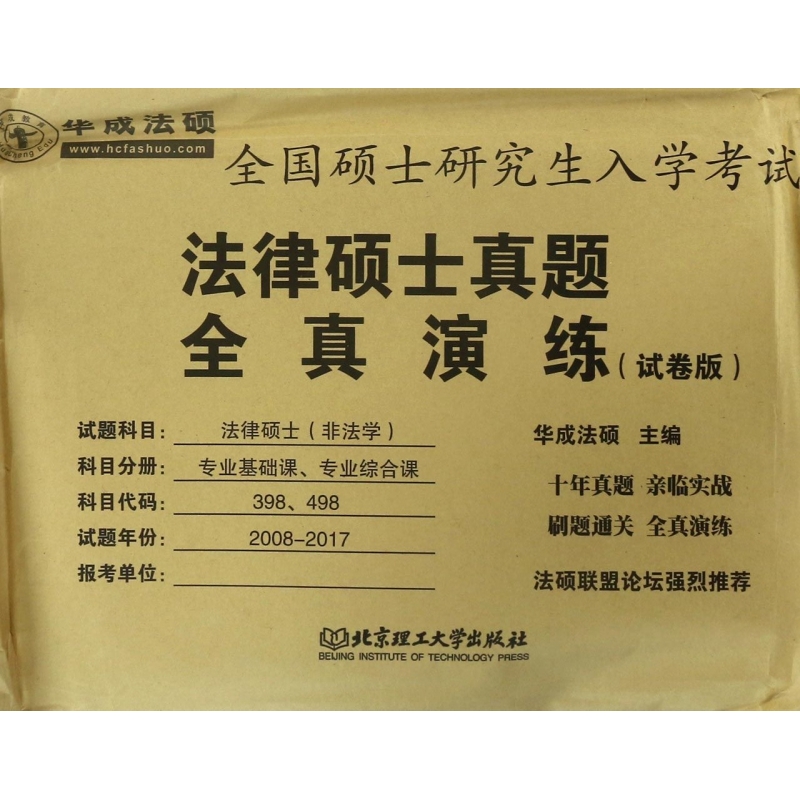 华成法硕
www.hcfashuo.com
全国硕士研究生入学考试
法律硕士真题
全真演练（试卷版）
试题科目： 法律硕士（非法学）
科目分册： 专业基础课、专业综合课
科目代码： 398、498
试题年份： 2008-2017
报考单位：
华成法硕 主编
十年真题 亲临实战
刷题通关 全真演练
法硕联盟论坛强烈推荐
北京理工大学出版社
BEIJING INSTITUTE OF TECHNOLOGY PRESS